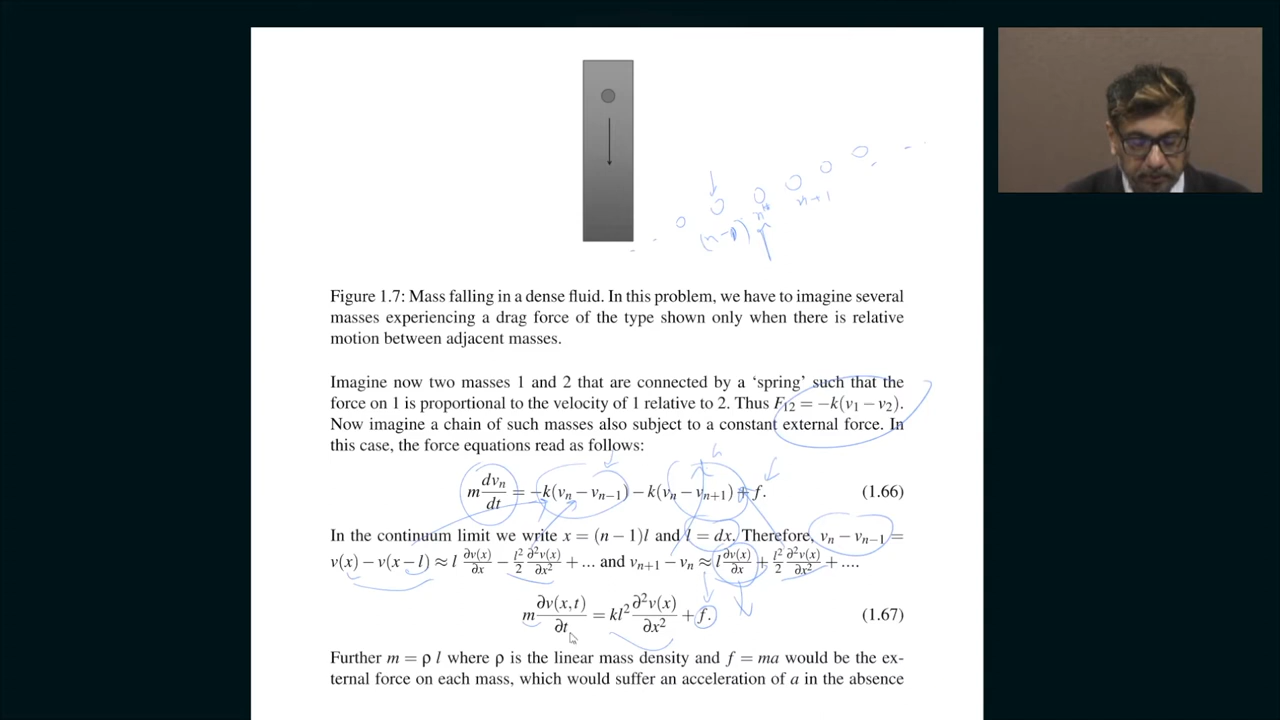 n-1
nth
n+1
Figure 1.7: Mass falling in a dense fluid. In this problem, we have to imagine several
masses experiencing a drag force of the type shown only when there is relative
motion between adjacent masses.
Imagine now two masses 1 and 2 that are connected by a 'spring' such that the
force on 1 is proportional to the velocity of 1 relative to 2. Thus F₁₂ = −k(v₁ − v₂).
Now imagine a chain of such masses also subject to a constant external force. In
this case, the force equations read as follows:
m dvₙ/dt = −k(vₙ − vₙ₋₁) − k(vₙ − vₙ₊₁) + f. (1.66)
In the continuum limit we write x = (n − 1)l and l = dx. Therefore, vₙ − vₙ₋₁ =
v(x) − v(x − l) ≈ l ∂v(x)/∂x − l²/2 ∂²v(x)/∂x² + ... and vₙ₊₁ − vₙ ≈ l ∂v(x)/∂x + l²/2 ∂²v(x)/∂x² + ....
m ∂v(x,t)/∂t = kl² ∂²v(x)/∂x² + f. (1.67)
Further m = ρ l where ρ is the linear mass density and f = ma would be the ex-
ternal force on each mass, which would suffer an acceleration of a in the absence